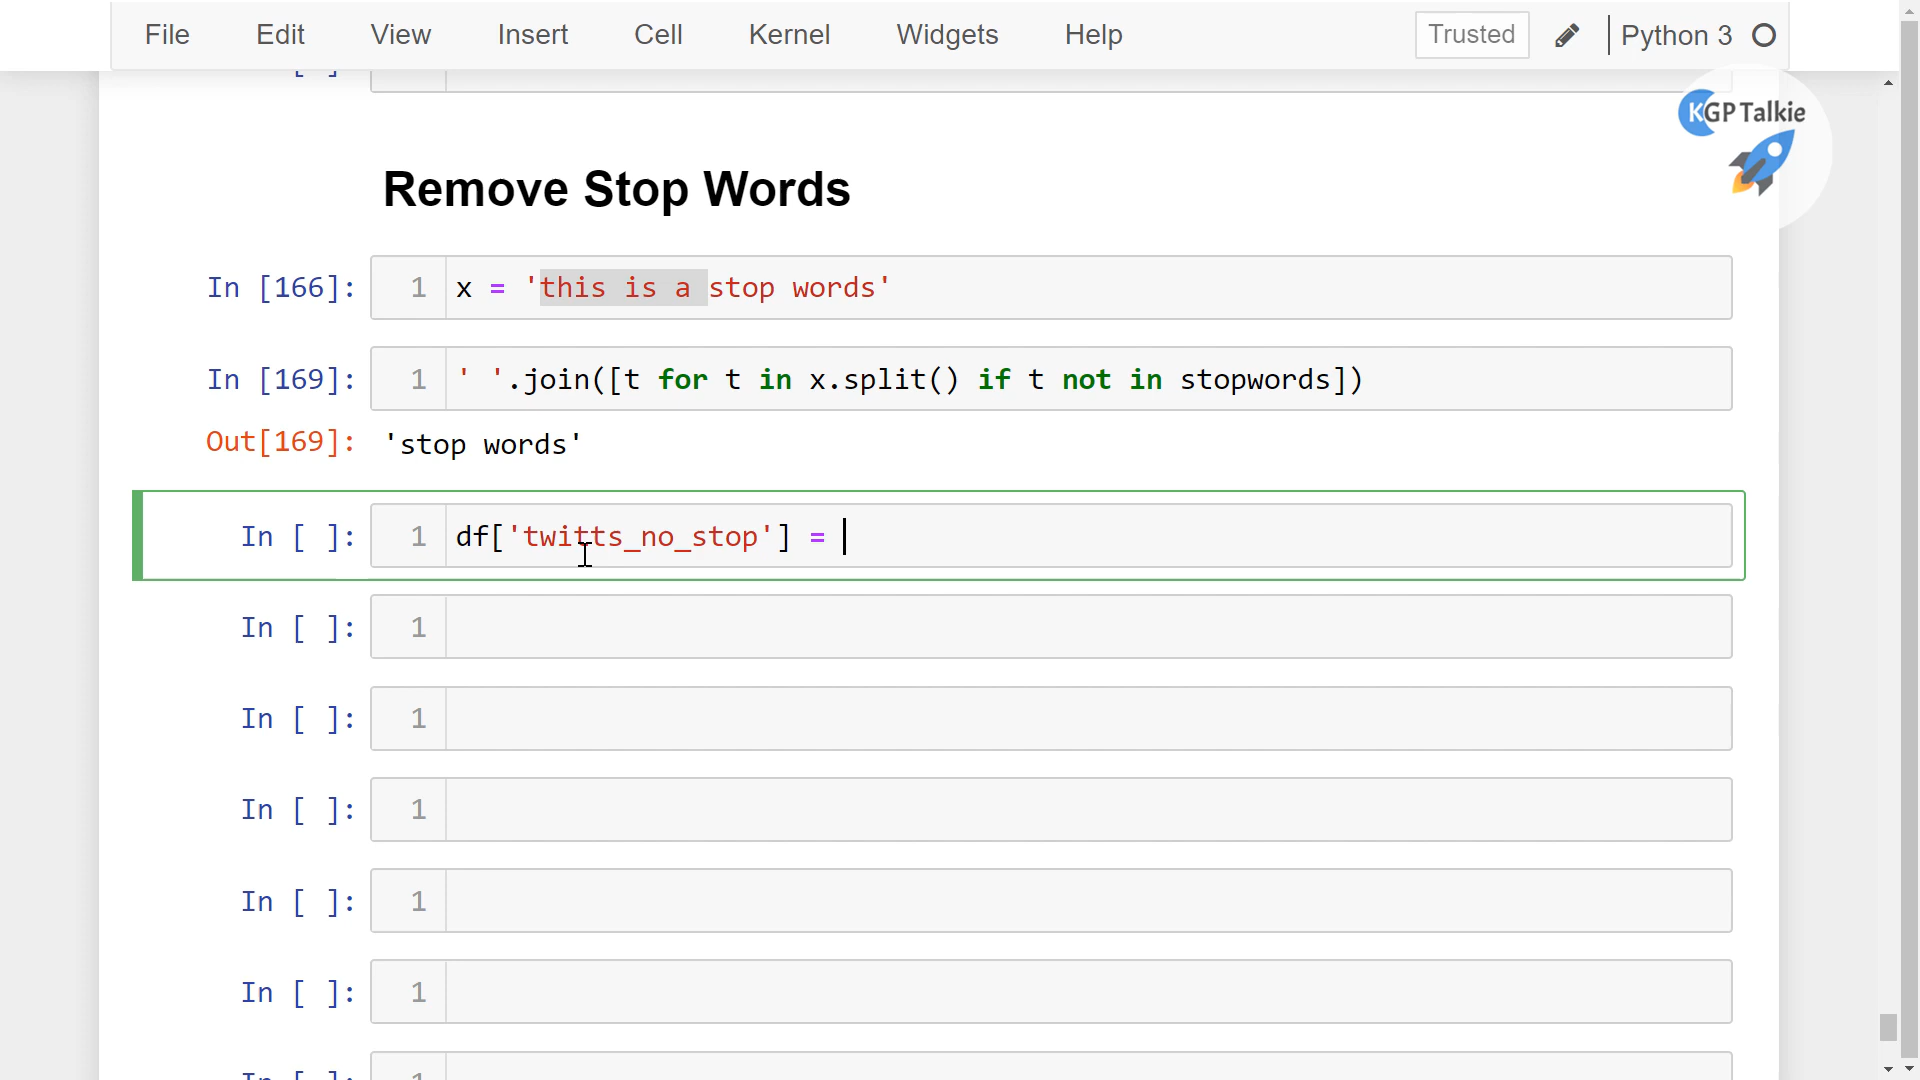 File Edit View Insert Cell Kernel Widgets Help Trusted Python 3
KGP Talkie
Remove Stop Words
In [166]: 1 x = 'this is a stop words'
In [169]: 1 ' '.join([t for t in x.split() if t not in stopwords])
Out[169]: 'stop words'
In [ ]: 1 df['twitts_no_stop'] =
In [ ]: 1
In [ ]: 1
In [ ]: 1
In [ ]: 1
In [ ]: 1
In [ ]: 1